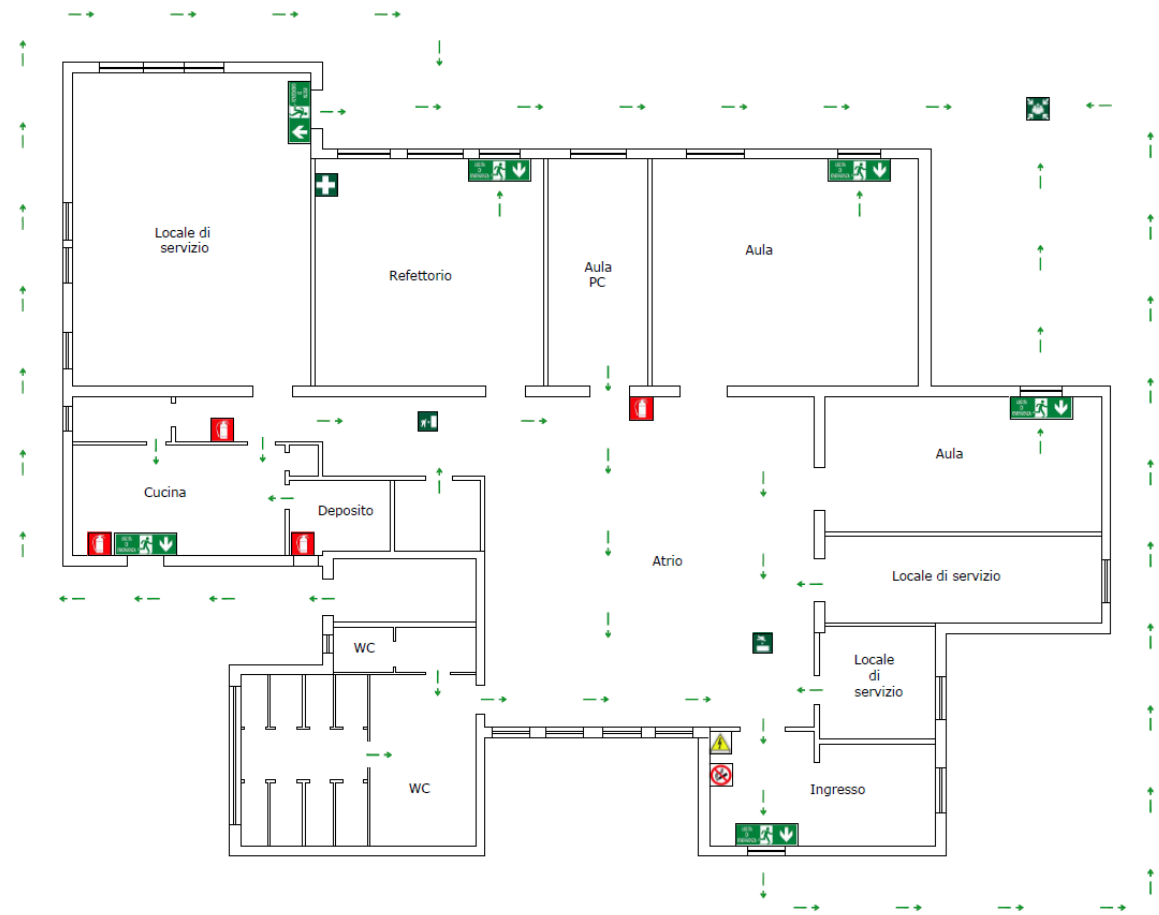 Locale di
servizio
Refettorio
Aula
PC
Aula
Aula
Cucina
Deposito
Atrio
Locale di servizio
WC
Locale
di
servizio
WC
Ingresso